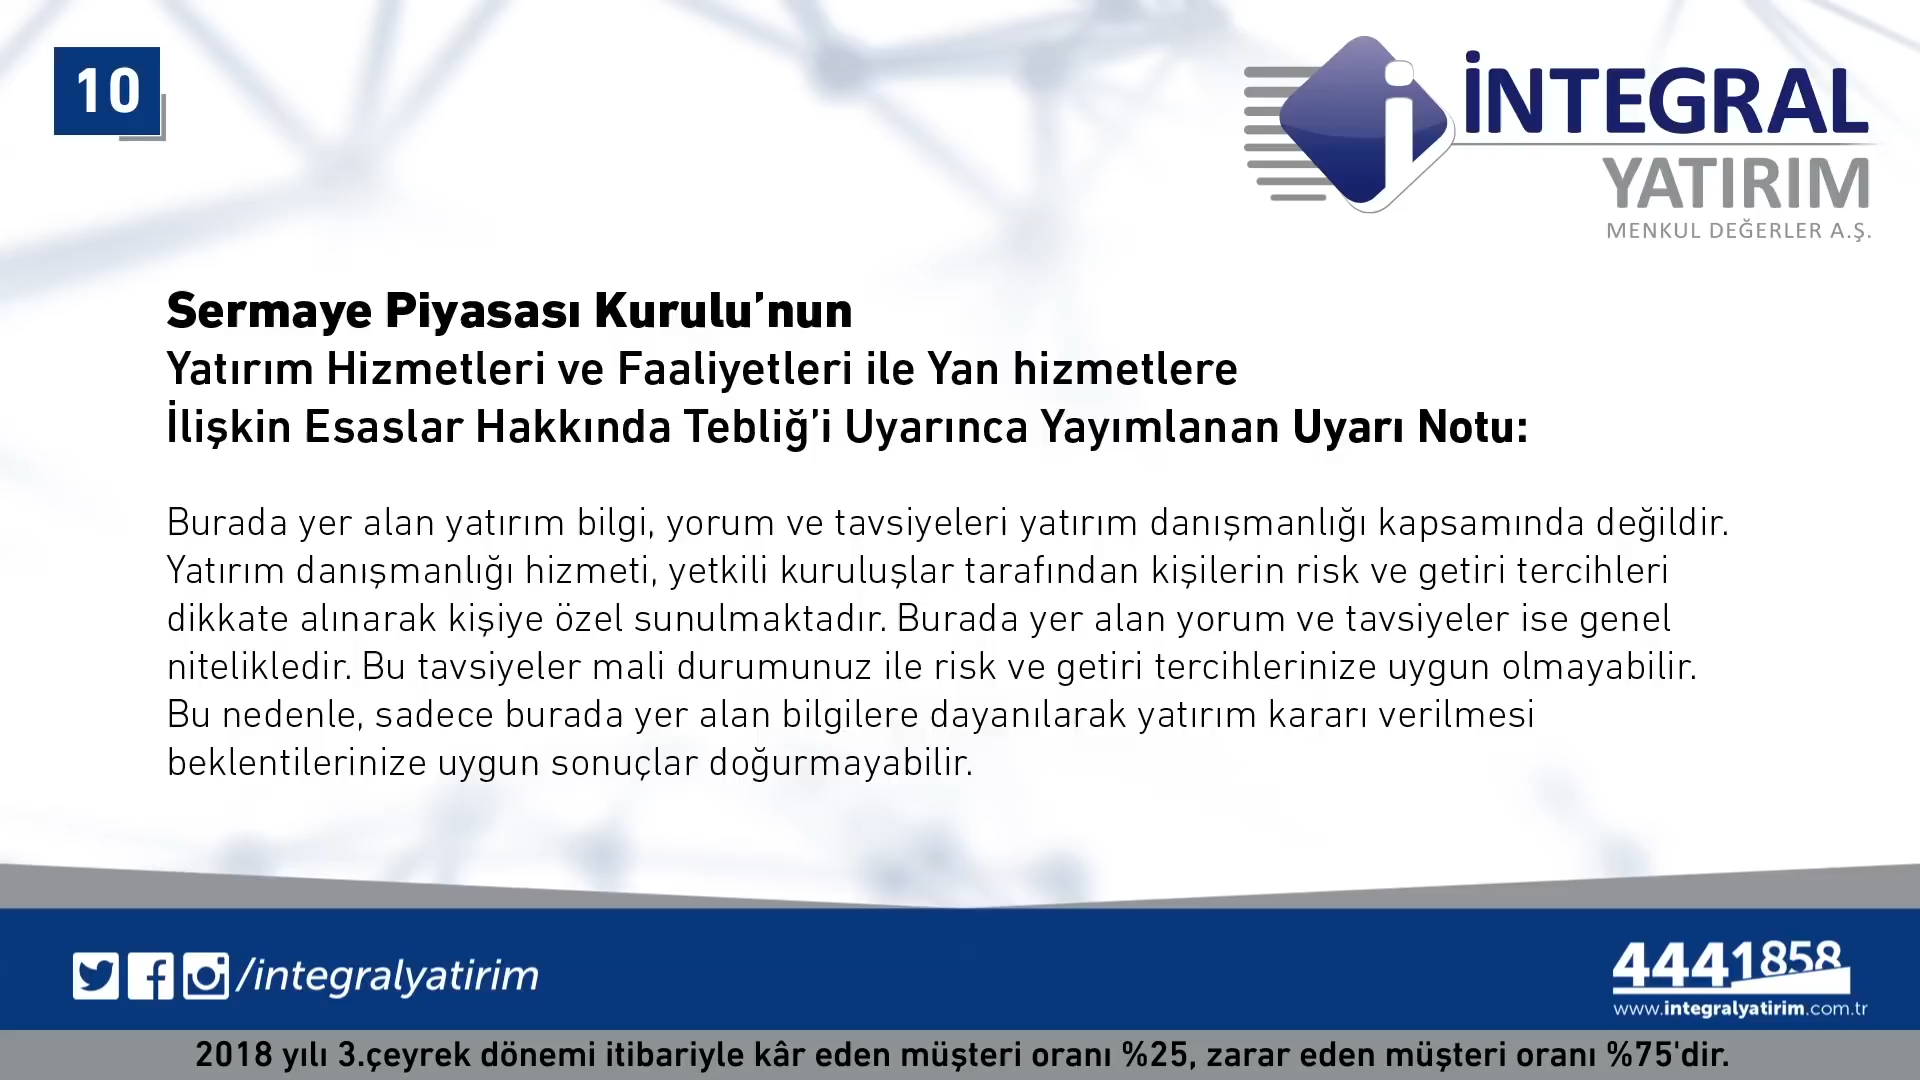 10
İNTEGRAL
YATIRIM
MENKUL DEĞERLER A.Ş.
Sermaye Piyasası Kurulu’nun
Yatırım Hizmetleri ve Faaliyetleri ile Yan hizmetlere
İlişkin Esaslar Hakkında Tebliğ’i Uyarınca Yayımlanan Uyarı Notu:
Burada yer alan yatırım bilgi, yorum ve tavsiyeleri yatırım danışmanlığı kapsamında değildir.
Yatırım danışmanlığı hizmeti, yetkili kuruluşlar tarafından kişilerin risk ve getiri tercihleri
dikkate alınarak kişiye özel sunulmaktadır. Burada yer alan yorum ve tavsiyeler ise genel
nitelikledir. Bu tavsiyeler mali durumunuz ile risk ve getiri tercihlerinize uygun olmayabilir.
Bu nedenle, sadece burada yer alan bilgilere dayanılarak yatırım kararı verilmesi
beklentilerinize uygun sonuçlar doğurmayabilir.
/integralyatirim
4441858
www.integralyatirim.com.tr
2018 yılı 3.çeyrek dönemi itibariyle kâr eden müşteri oranı %25, zarar eden müşteri oranı %75'dir.